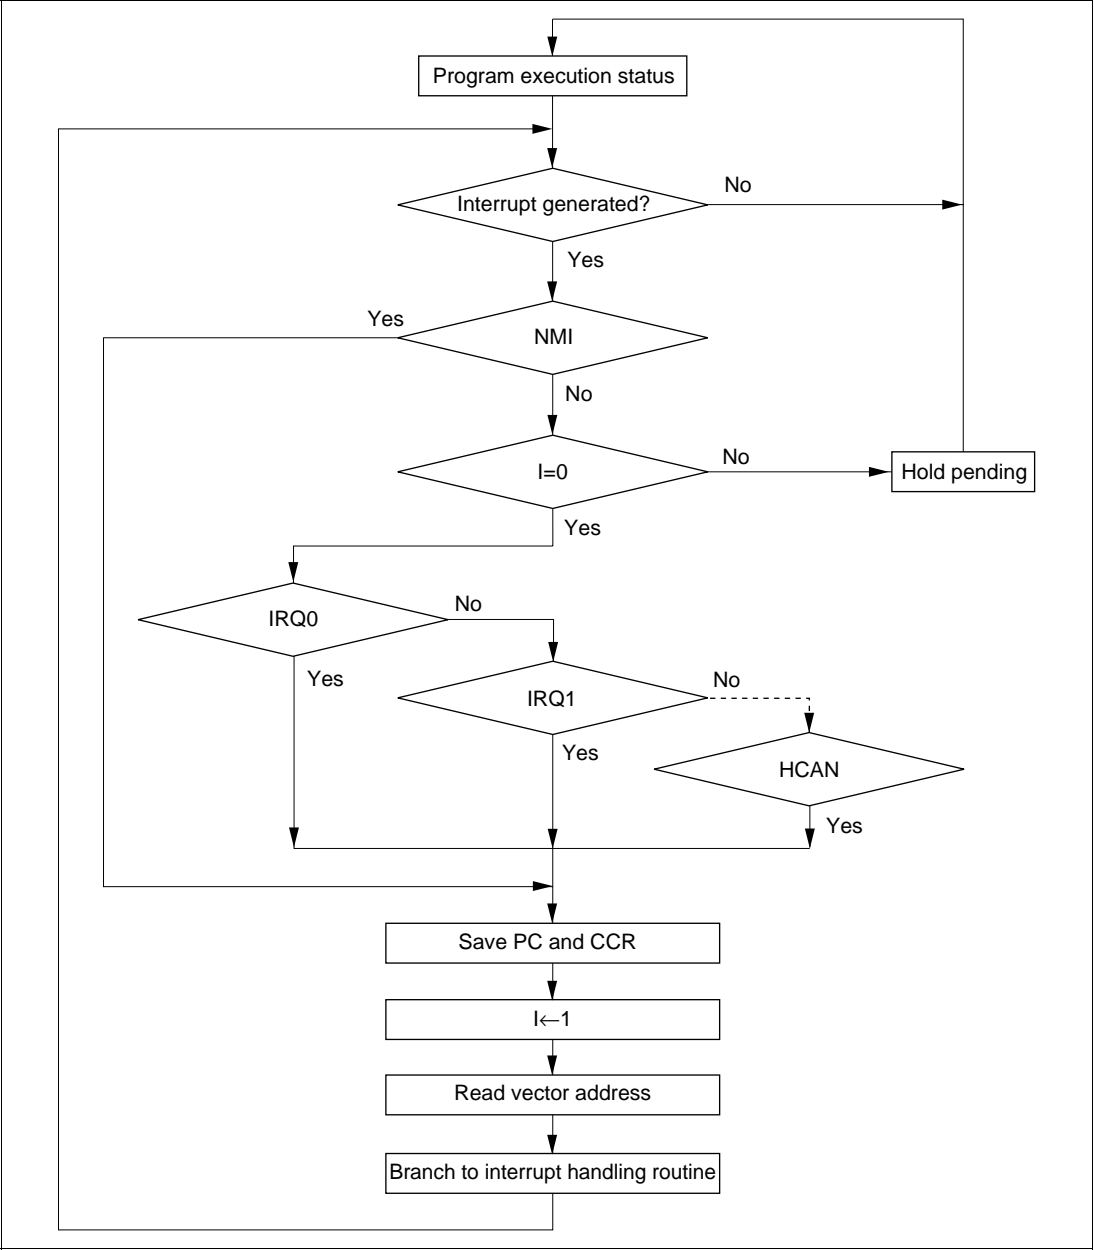 Program execution status
Interrupt generated?
No
Yes
Yes
NMI
No
I=0
No
Hold pending
Yes
IRQ0
No
Yes
IRQ1
No
Yes
HCAN
Yes
Save PC and CCR
I←1
Read vector address
Branch to interrupt handling routine